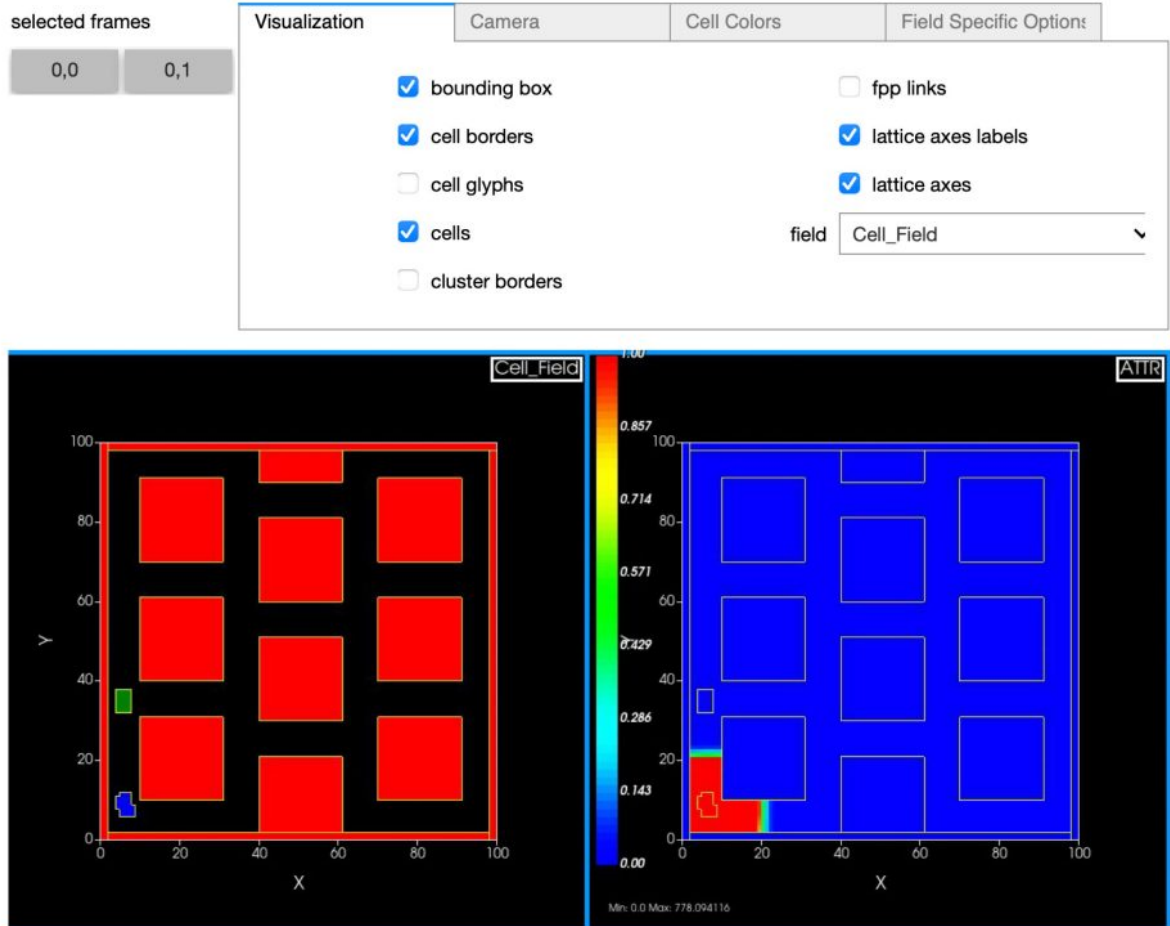 selected frames
0,0 0,1
Visualization Camera Cell Colors Field Specific Options
bounding box
cell borders
cell glyphs
cells
cluster borders
fpp links
lattice axes labels
lattice axes
field Cell_Field
Cell_Field
100
80
60
40
20
0
Y
0 20 40 60 80 100
X
ATTR
1.00
0.857
0.714
0.571
0.429
0.286
0.143
0.00
100
80
60
40
20
0
Y
0 20 40 60 80 100
X
Min: 0.0 Max: 778.094116